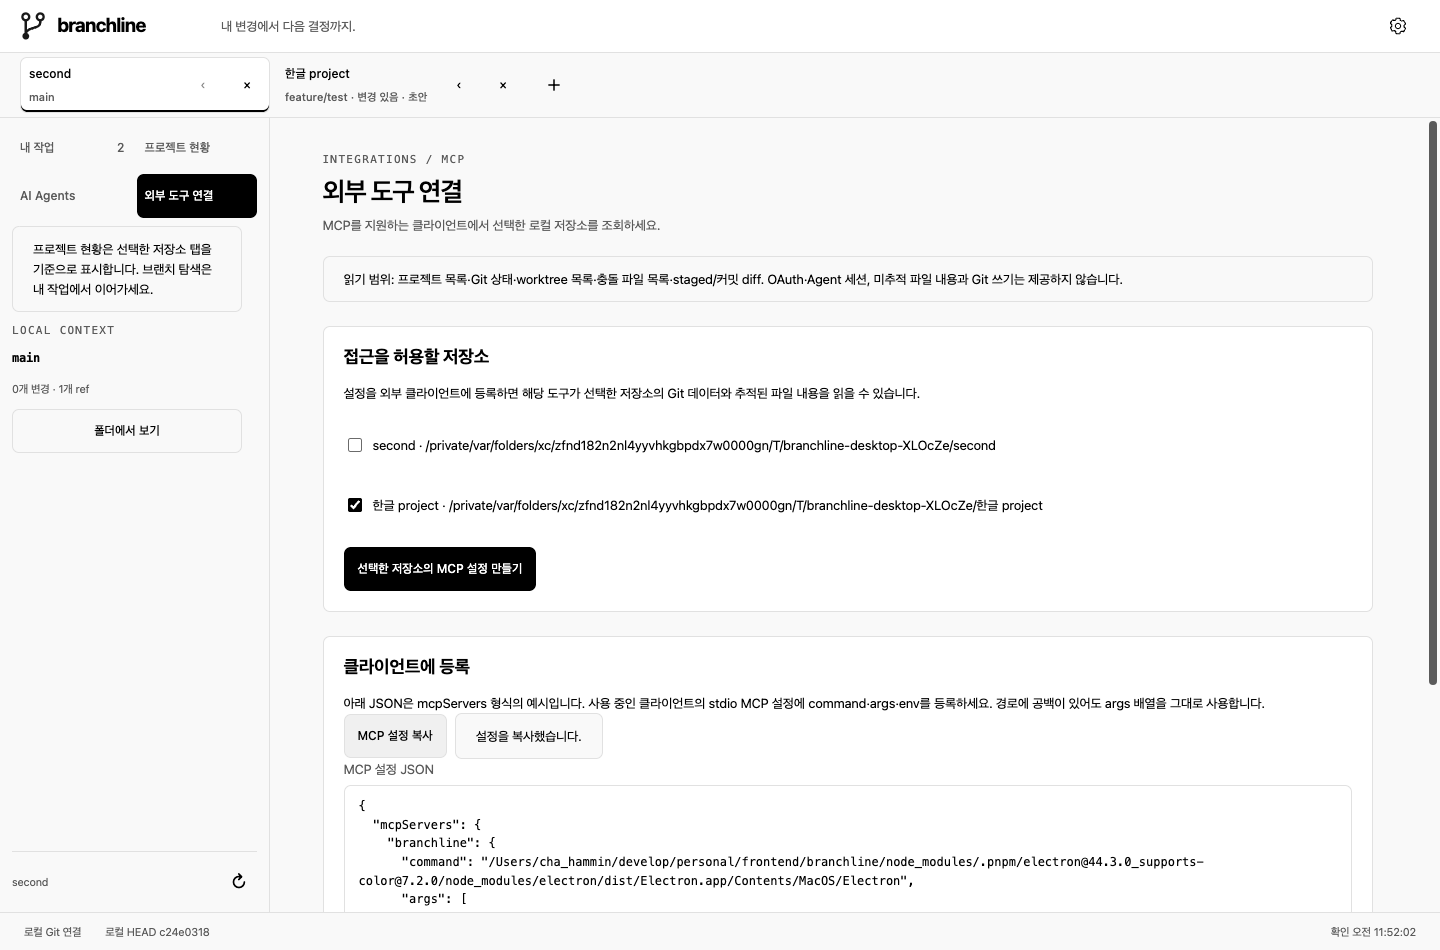 branchline
내 변경에서 다음 결정까지.
second
main
한글 project
feature/test · 변경 있음 · 초안
내 작업 2 프로젝트 현황
AI Agents 외부 도구 연결
프로젝트 현황은 선택한 저장소 탭을
기준으로 표시합니다. 브랜치 탐색은
내 작업에서 이어가세요.
LOCAL CONTEXT
main
0개 변경 · 1개 ref
폴더에서 보기
second
INTEGRATIONS / MCP
외부 도구 연결
MCP를 지원하는 클라이언트에서 선택한 로컬 저장소를 조회하세요.
읽기 범위: 프로젝트 목록·Git 상태·worktree 목록·충돌 파일 목록·staged/커밋 diff. OAuth·Agent 세션, 미추적 파일 내용과 Git 쓰기는 제공하지 않습니다.
접근을 허용할 저장소
설정을 외부 클라이언트에 등록하면 해당 도구가 선택한 저장소의 Git 데이터와 추적된 파일 내용을 읽을 수 있습니다.
second · /private/var/folders/xc/zfnd182n2nl4yyvhkgbpdx7w0000gn/T/branchline-desktop-XLOcZe/second
한글 project · /private/var/folders/xc/zfnd182n2nl4yyvhkgbpdx7w0000gn/T/branchline-desktop-XLOcZe/한글 project
선택한 저장소의 MCP 설정 만들기
클라이언트에 등록
아래 JSON은 mcpServers 형식의 예시입니다. 사용 중인 클라이언트의 stdio MCP 설정에 command·args·env를 등록하세요. 경로에 공백이 있어도 args 배열을 그대로 사용합니다.
MCP 설정 복사 설정을 복사했습니다.
MCP 설정 JSON
{
"mcpServers": {
"branchline": {
"command": "/Users/cha_hammin/develop/personal/frontend/branchline/node_modules/.pnpm/electron@44.3.0_supports-
color@7.2.0/node_modules/electron/dist/Electron.app/Contents/MacOS/Electron",
"args": [
로컬 Git 연결 로컬 HEAD c24e0318 확인 오전 11:52:02